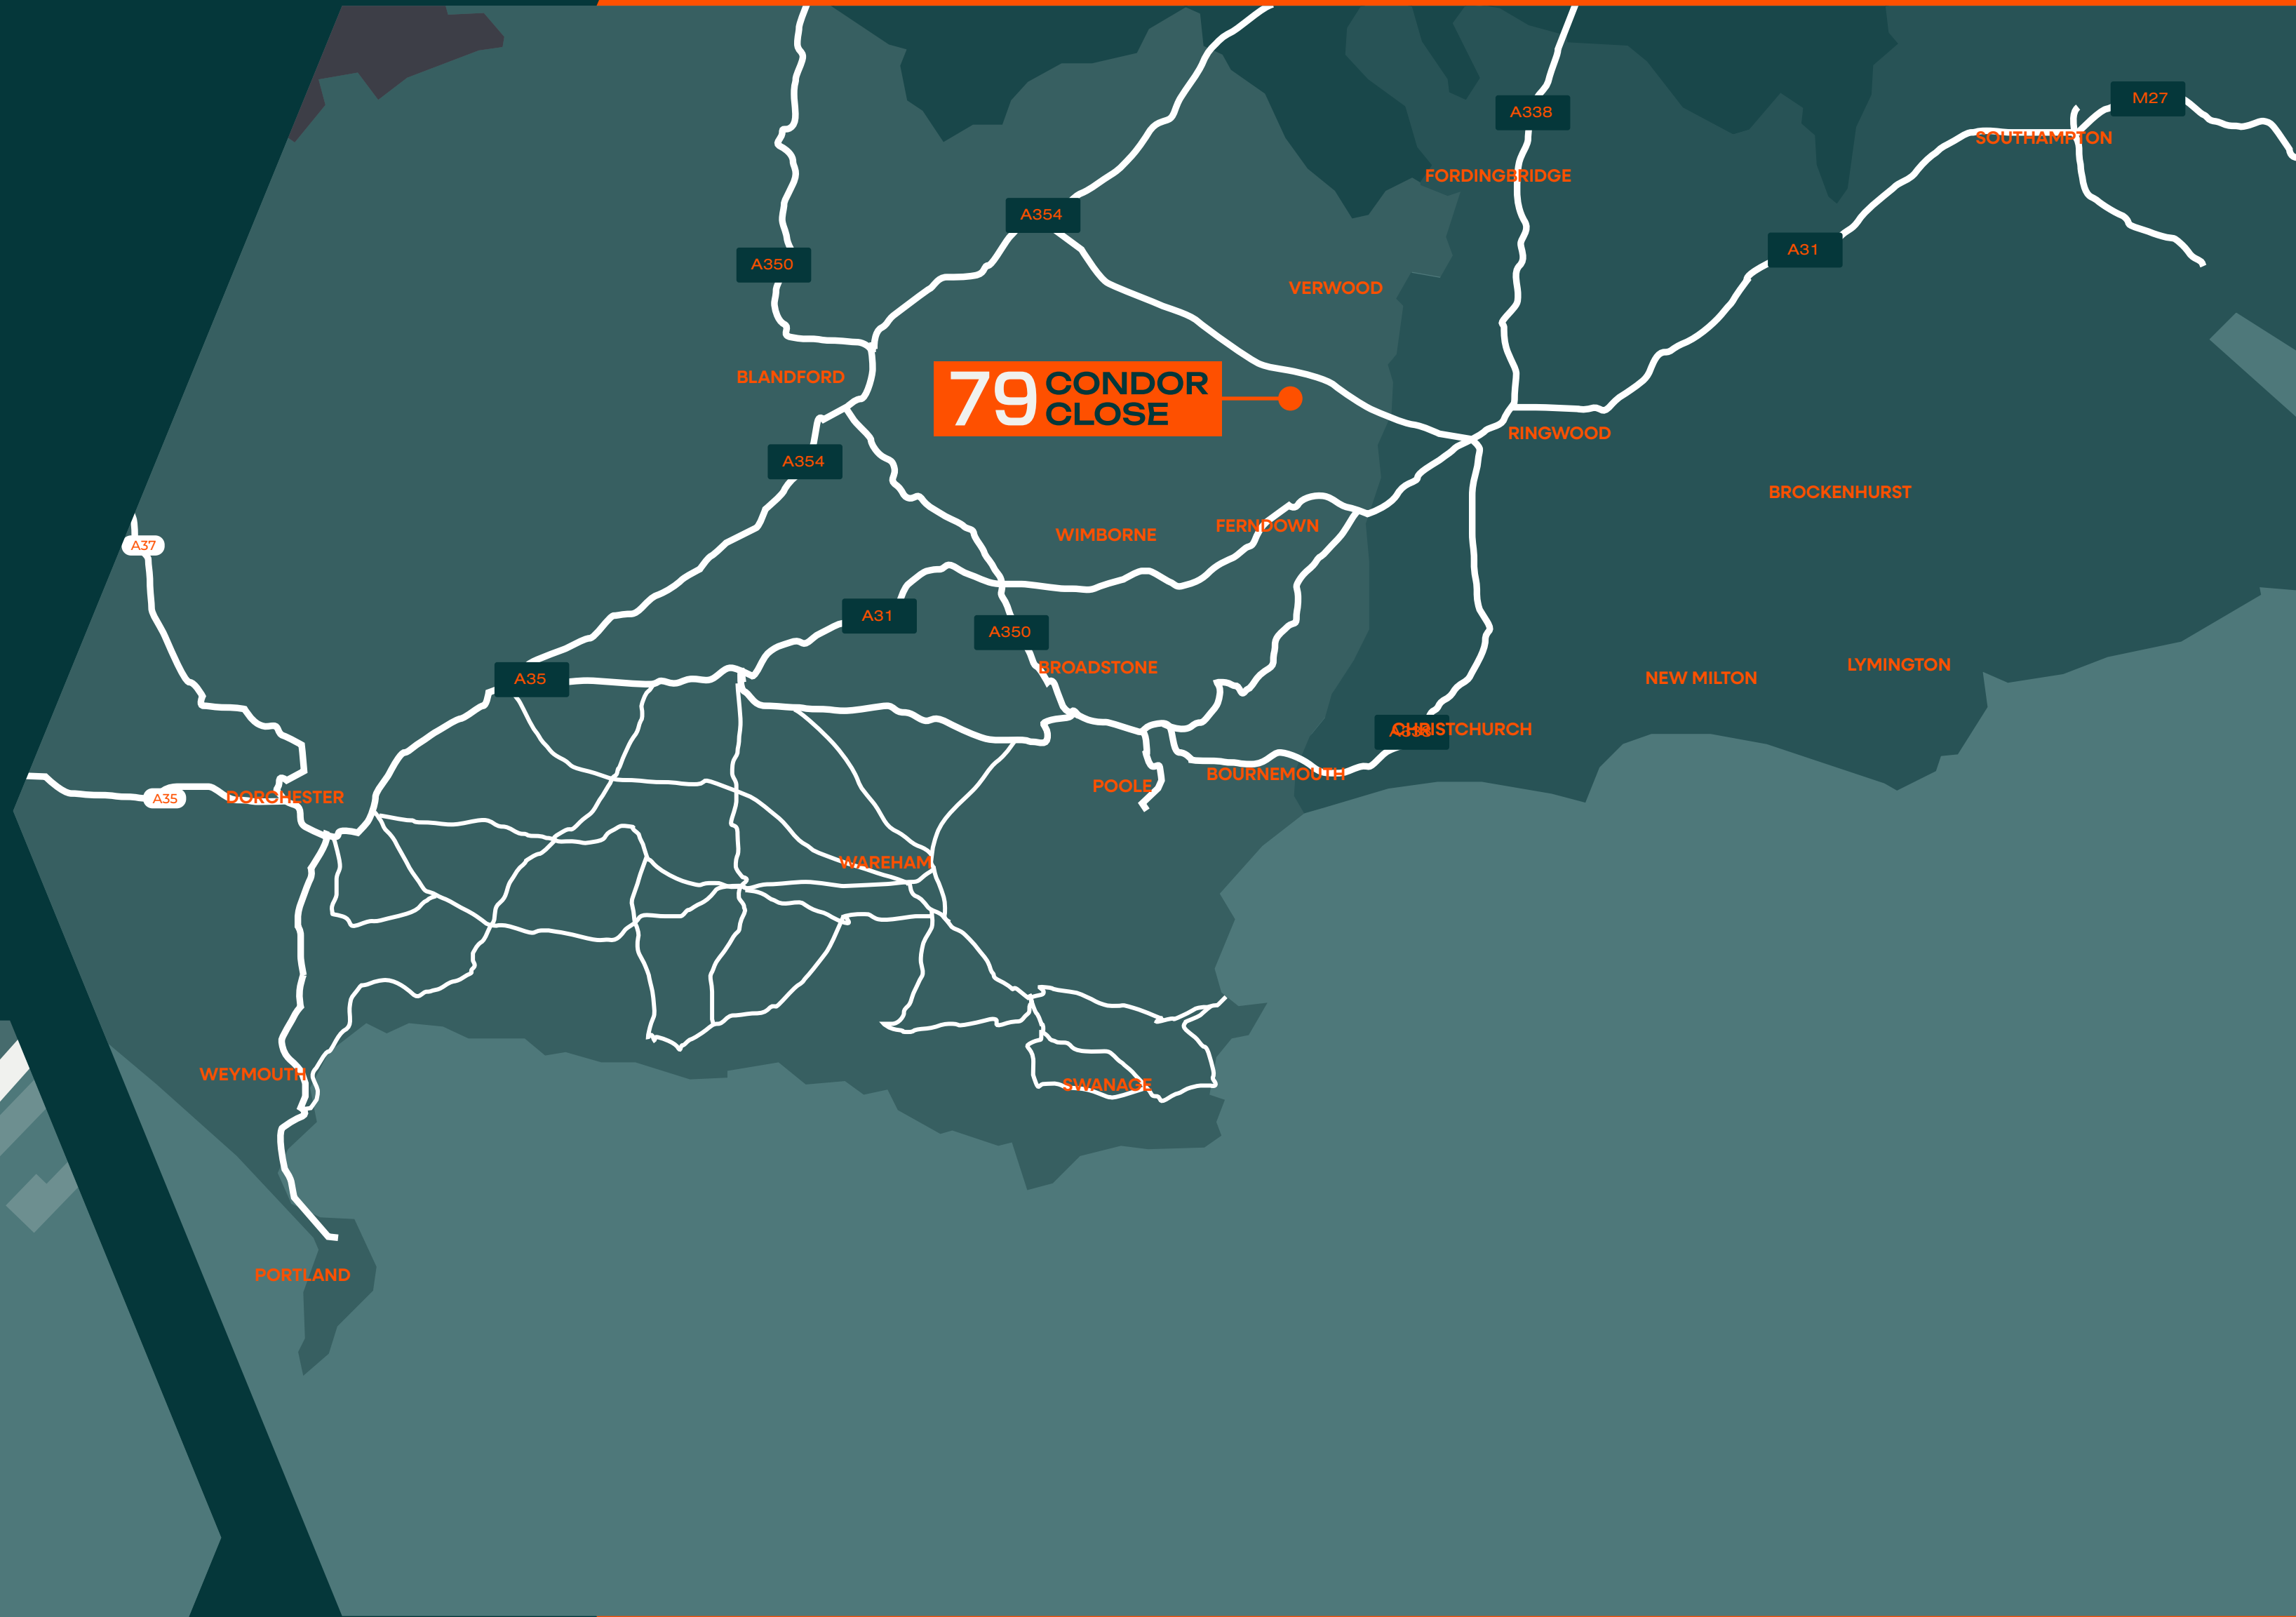 M27
A338
SOUTHAMPTON
FORDINGBRIDGE
A354
A31
A350
VERWOOD
BLANDFORD
79 CONDOR
CLOSE
RINGWOOD
A354
BROCKENHURST
FERNDOWN
WIMBORNE
A37
A31
A350
BROADSTONE
LYMINGTON
A35
NEW MILTON
CHRISTCHURCH
BOURNEMOUTH
POOLE
A35
DORCHESTER
WAREHAM
WEYMOUTH
SWANAGE
PORTLAND